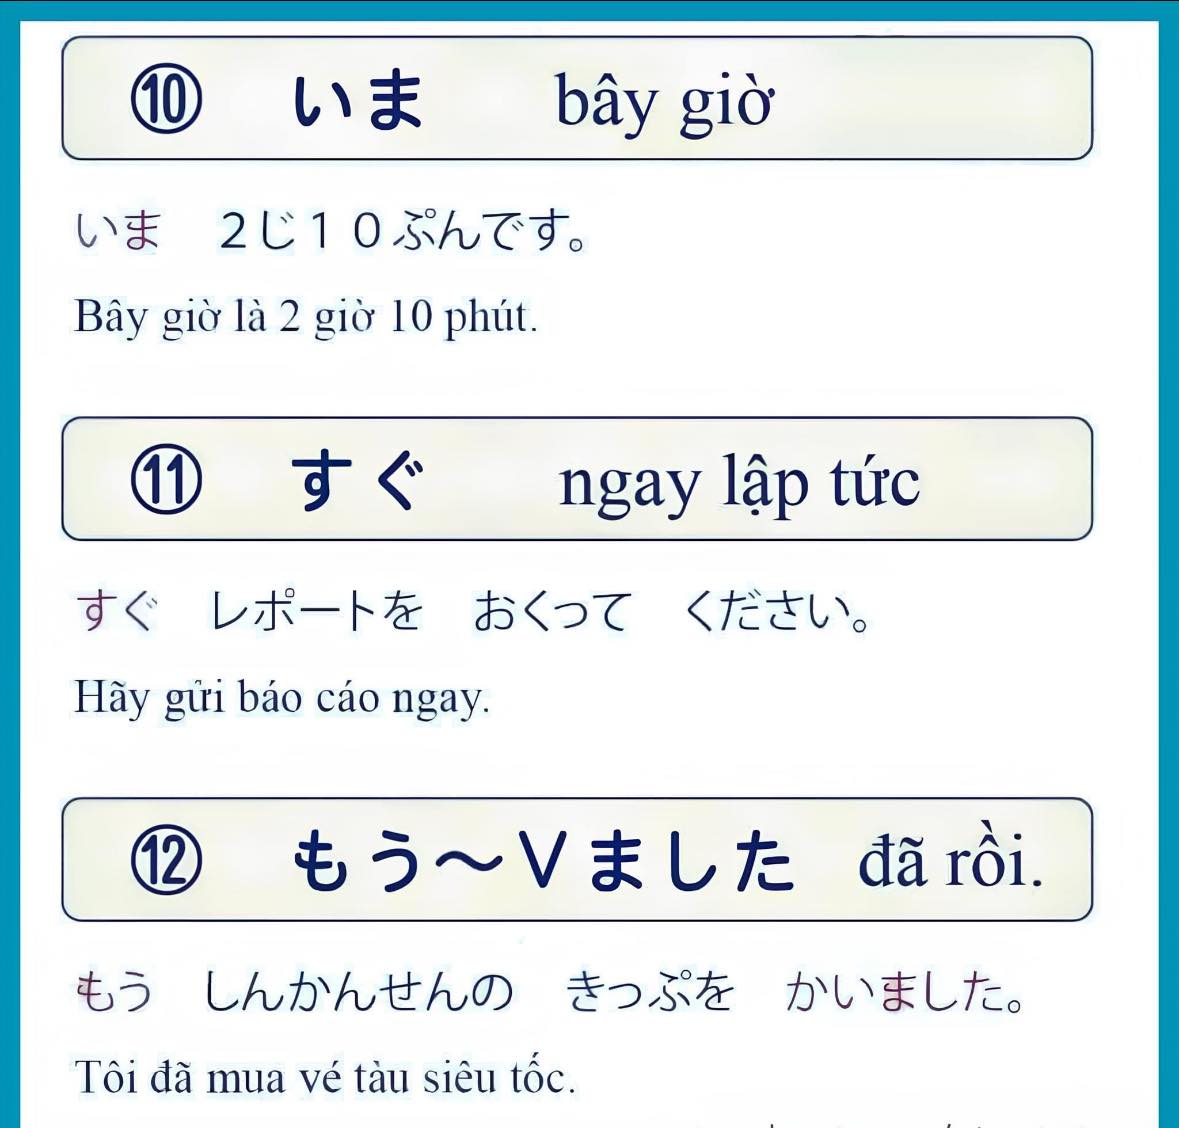 ⑩ いま bây giờ
いま 2じ10ぷんです。
Bây giờ là 2 giờ 10 phút.
⑪ すぐ ngay lập tức
すぐ レポートを おくって ください。
Hãy gửi báo cáo ngay.
⑫ もう～Vました đã rồi.
もう しんかんせんの きっぷを かいました。
Tôi đã mua vé tàu siêu tốc.